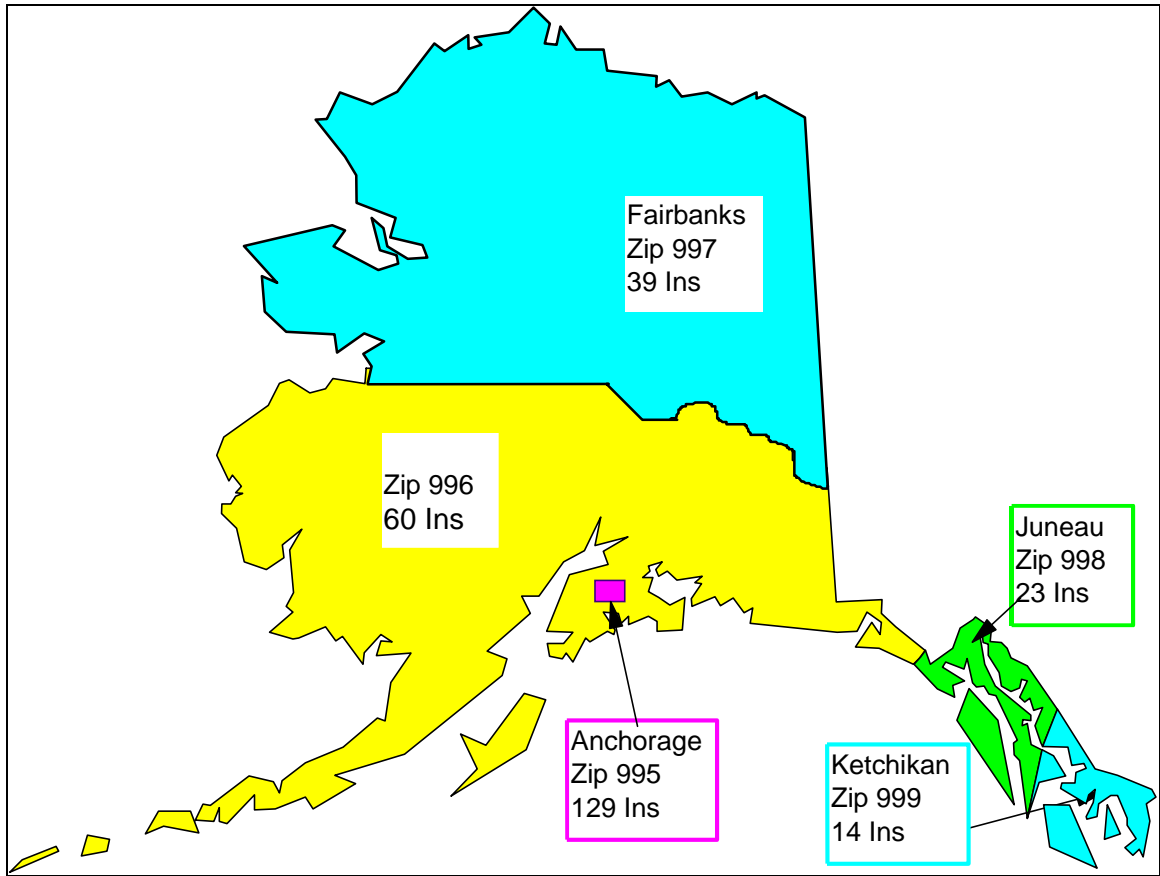 Fairbanks
Zip 997
39 Ins
Zip 996
60 Ins
Juneau
Zip 998
23 Ins
Anchorage
Zip 995
129 Ins
Ketchikan
Zip 999
14 Ins